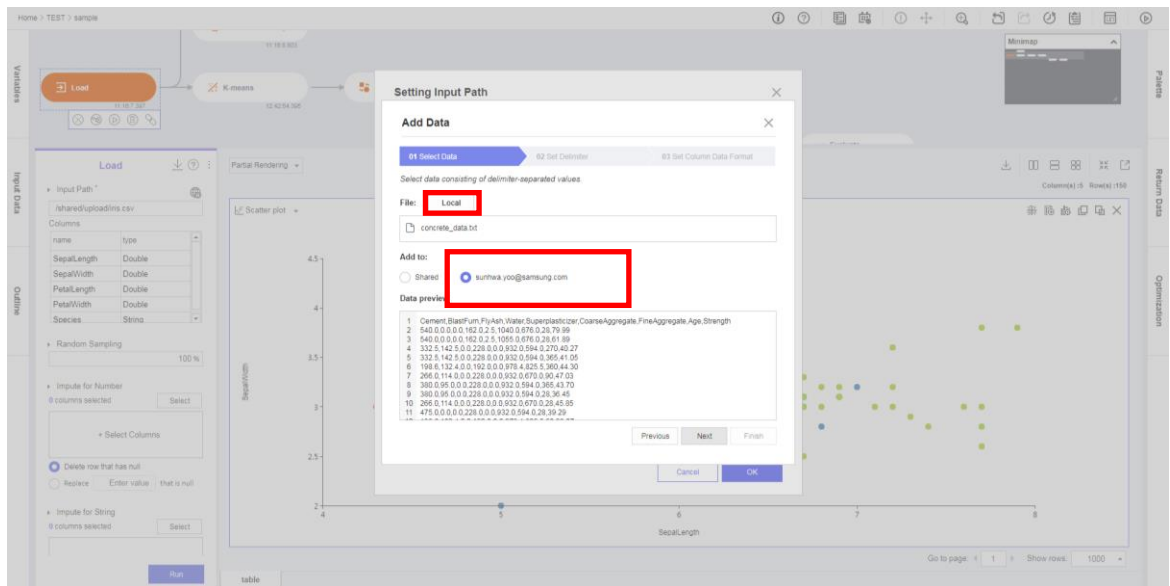 Home > TEST > sample
Variables
Input Data
Outline
Palette
Return Data
Optimization
Minimap
Load
11:18:7.397
K-means
Load
Input Path *
/shared/upload/iris.csv
Columns
name type
SepalLength Double
SepalWidth Double
PetalLength Double
PetalWidth Double
Species String
Random Sampling
100 %
Impute for Number
0 columns selected Select
+ Select Columns
Delete row that has null
Replace Enter value that is null
Impute for String
0 columns selected Select
Run
Partial Rendering
Column(s) :5 Row(s) :150
Scatter plot
SepalWidth
4.5
4
3.5
3
2.5
2
4 5 6 7 8
SepalLength
Go to page: 1 Show rows: 1000
table
Setting Input Path
Add Data
01 Select Data 02 Set Delimiter 03 Set Column Data Format
Select data consisting of delimiter-separated values.
File: Local
concrete_data.txt
Add to:
Shared sunhwa.yoo@samsung.com
Data preview
1 Cement,BlastFurn,FlyAsh,Water,Superplasticizer,CoarseAggregate,FineAggregate,Age,Strength
2 540.0,0.0,0.0,162.0,2.5,1040.0,676.0,28,79.99
3 540.0,0.0,0.0,162.0,2.5,1055.0,676.0,28,61.89
4 332.5,142.5,0.0,228.0,0.0,932.0,594.0,270,40.27
5 332.5,142.5,0.0,228.0,0.0,932.0,594.0,365,41.05
6 198.6,132.4,0.0,192.0,0.0,978.4,825.5,360,44.30
7 266.0,114.0,0.0,228.0,0.0,932.0,670.0,90,47.03
8 380.0,95.0,0.0,228.0,0.0,932.0,594.0,365,43.70
9 380.0,95.0,0.0,228.0,0.0,932.0,594.0,28,36.45
10 266.0,114.0,0.0,228.0,0.0,932.0,670.0,28,45.85
11 475.0,0.0,0.0,228.0,0.0,932.0,594.0,28,39.29
Previous Next Finish
Cancel OK